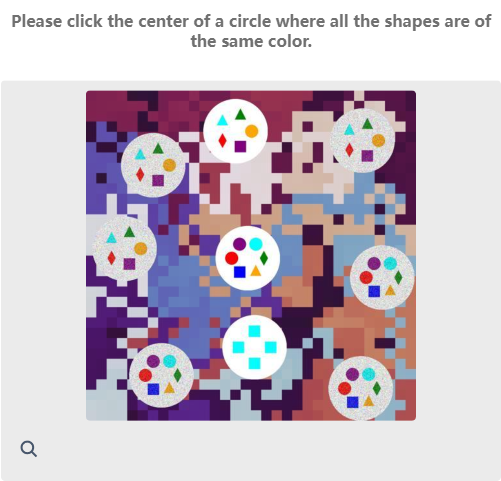 Please click the center of a circle where all the shapes are of
the same color.